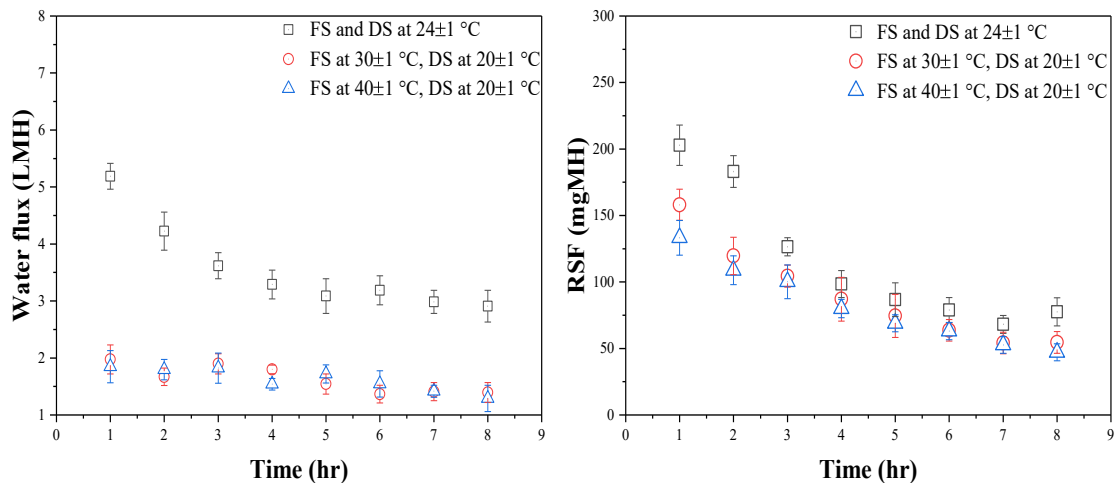 8
7
6
5
4
3
2
1
Water flux (LMH)
FS and DS at 24±1 °C
FS at 30±1 °C, DS at 20±1 °C
FS at 40±1 °C, DS at 20±1 °C
0 1 2 3 4 5 6 7 8 9
Time (hr)
300
250
200
150
100
50
0
RSF (mgMH)
FS and DS at 24±1 °C
FS at 30±1 °C, DS at 20±1 °C
FS at 40±1 °C, DS at 20±1 °C
0 1 2 3 4 5 6 7 8 9
Time (hr)